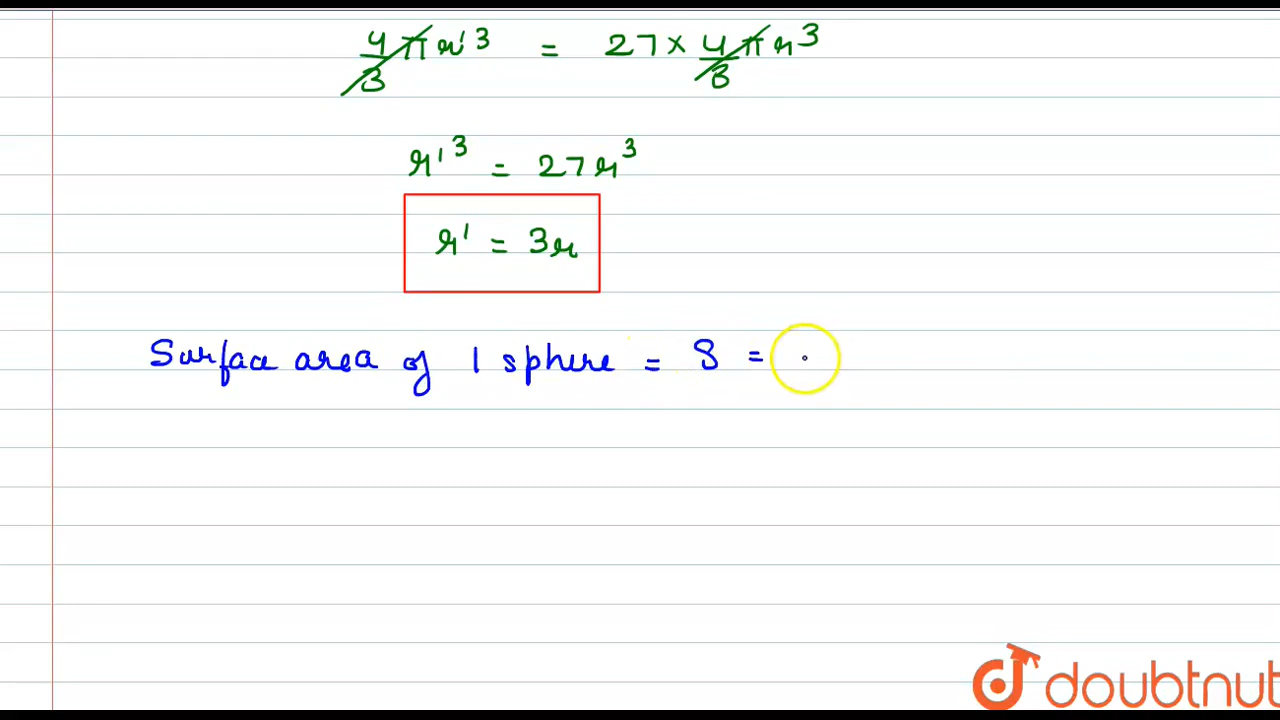 4/3 πr'³ = 27 × 4/3 πr³
r'³ = 27r³
r' = 3r
Surface area of 1 sphere = S =
doubtnut